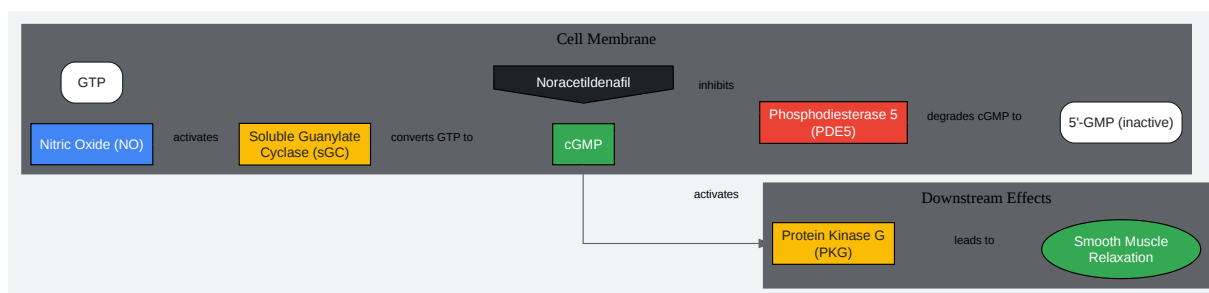 Cell Membrane
GTP
Noracetildenafil
inhibits
Nitric Oxide (NO)
activates
Soluble Guanylate
Cyclase (sGC)
converts GTP to
cGMP
Phosphodiesterase 5
(PDE5)
degrades cGMP to
5'-GMP (inactive)
activates
Downstream Effects
Protein Kinase G
(PKG)
leads to
Smooth Muscle
Relaxation